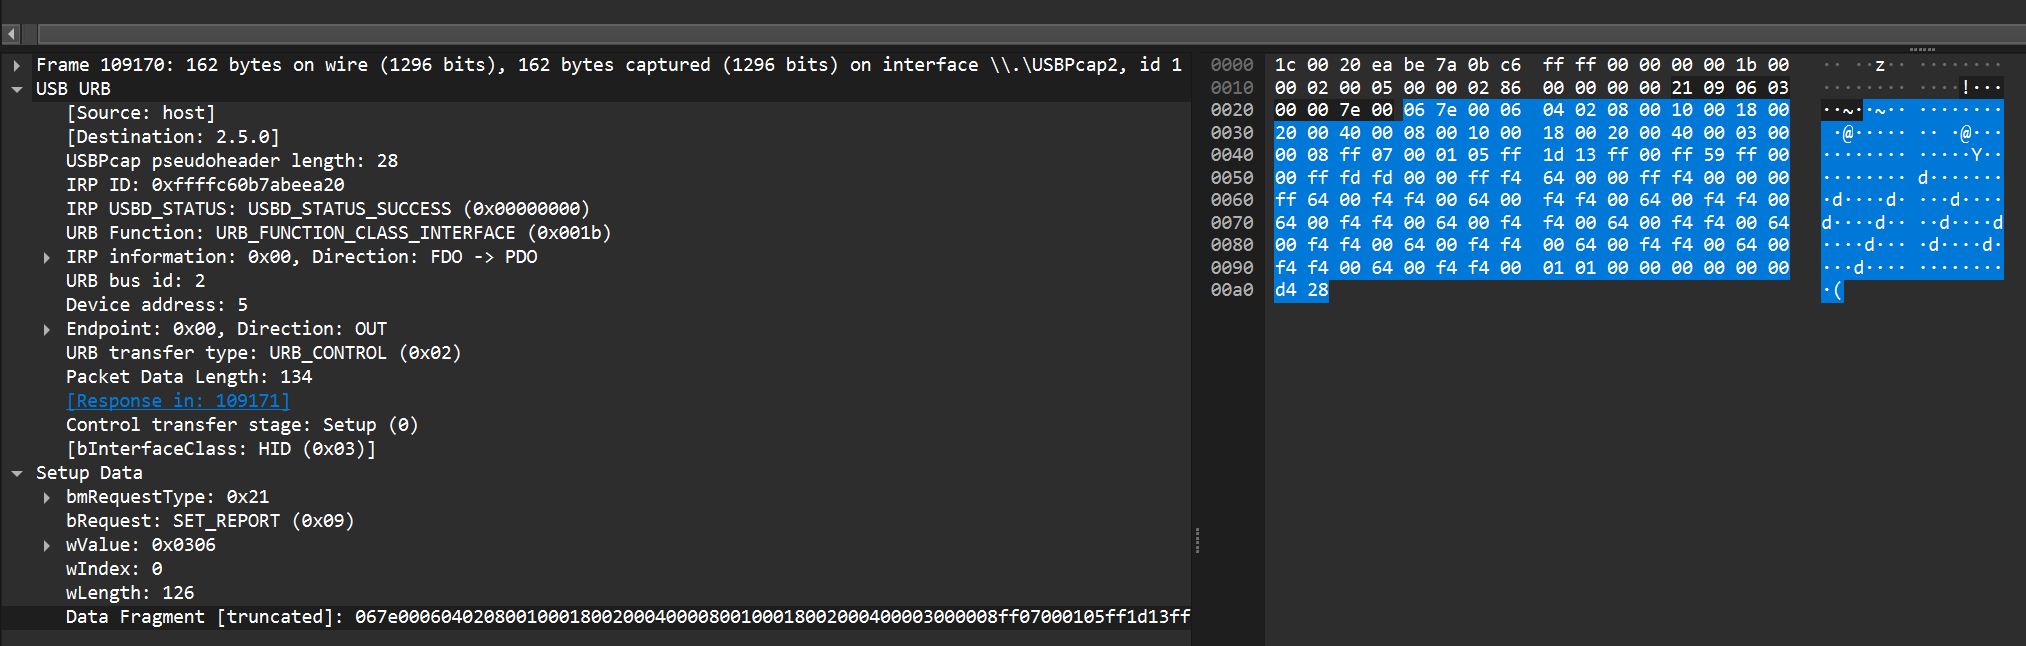 Frame 109170: 162 bytes on wire (1296 bits), 162 bytes captured (1296 bits) on interface \\.\USBPcap2, id 1
USB URB
[Source: host]
[Destination: 2.5.0]
USBPcap pseudoheader length: 28
IRP ID: 0xffffc60b7abeea20
IRP USBD_STATUS: USBD_STATUS_SUCCESS (0x00000000)
URB Function: URB_FUNCTION_CLASS_INTERFACE (0x001b)
IRP information: 0x00, Direction: FDO -> PDO
URB bus id: 2
Device address: 5
Endpoint: 0x00, Direction: OUT
URB transfer type: URB_CONTROL (0x02)
Packet Data Length: 134
[Response in: 109171]
Control transfer stage: Setup (0)
[bInterfaceClass: HID (0x03)]
Setup Data
bmRequestType: 0x21
bRequest: SET_REPORT (0x09)
wValue: 0x0306
wIndex: 0
wLength: 126
Data Fragment [truncated]: 067e00060402080010001800200040000800100018002000400003000008ff07000105ff1d13ff
0000 1c 00 20 ea be 7a 0b c6 ff ff 00 00 00 00 1b 00 ·· ··z·· ········
0010 00 02 00 05 00 00 02 86 00 00 00 00 21 09 06 03 ········ ····!···
0020 00 00 7e 00 06 7e 00 06 04 02 08 00 10 00 18 00 ··~··~·· ········
0030 20 00 40 00 08 00 10 00 18 00 20 00 40 00 03 00 ·@····· ·· ·@···
0040 00 08 ff 07 00 01 05 ff 1d 13 ff 00 ff 59 ff 00 ········ ·····Y··
0050 00 ff fd fd 00 00 ff f4 64 00 00 ff f4 00 00 00 ········ d·······
0060 ff 64 00 f4 f4 00 64 00 f4 f4 00 64 00 f4 f4 00 ·d····d· ···d····
0070 64 00 f4 f4 00 64 00 f4 f4 00 64 00 f4 f4 00 64 d····d·· ··d····d
0080 00 f4 f4 00 64 00 f4 f4 00 64 00 f4 f4 00 64 00 ····d··· ·d····d·
0090 f4 f4 00 64 00 f4 f4 00 01 01 00 00 00 00 00 00 ···d···· ········
00a0 d4 28 ·(